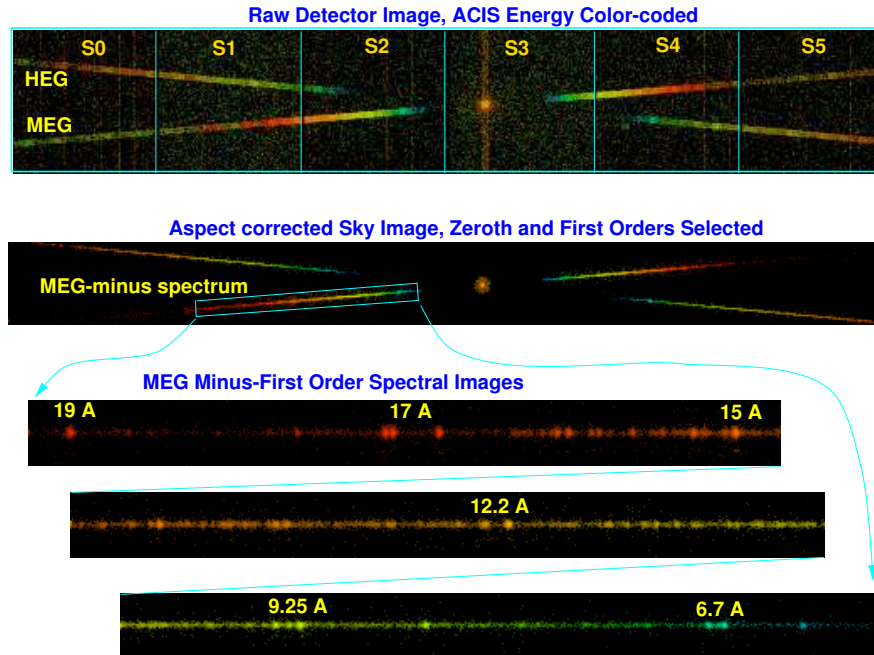 Raw Detector Image, ACIS Energy Color-coded
S0 S1 S2 S3 S4 S5
HEG
MEG
Aspect corrected Sky Image, Zeroth and First Orders Selected
MEG-minus spectrum
MEG Minus-First Order Spectral Images
19 A 17 A 15 A
12.2 A
9.25 A 6.7 A